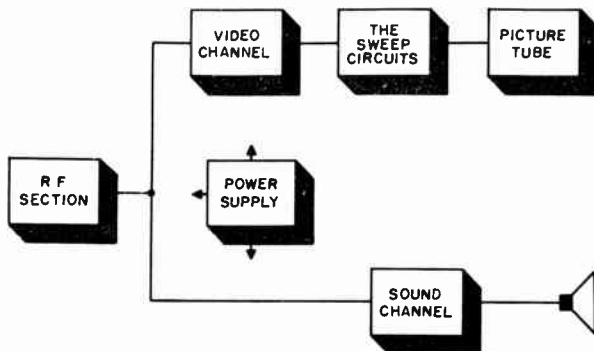 VIDEO
CHANNEL
THE
SWEEP
CIRCUITS
PICTURE
TUBE
R F
SECTION
POWER
SUPPLY
SOUND
CHANNEL